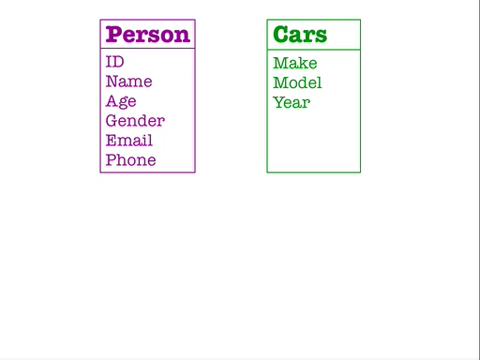 Person
ID
Name
Age
Gender
Email
Phone
Cars
Make
Model
Year